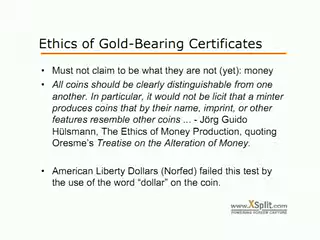 Ethics of Gold-Bearing Certificates
• Must not claim to be what they are not (yet): money
• All coins should be clearly distinguishable from one
another. In particular, it would not be licit that a minter
produces coins that by their name, imprint, or other
features resemble other coins ... - Jörg Guido
Hülsmann, The Ethics of Money Production, quoting
Oresme's Treatise on the Alteration of Money.
• American Liberty Dollars (Norfed) failed this test by
the use of the word "dollar" on the coin.
www.XSplit.com